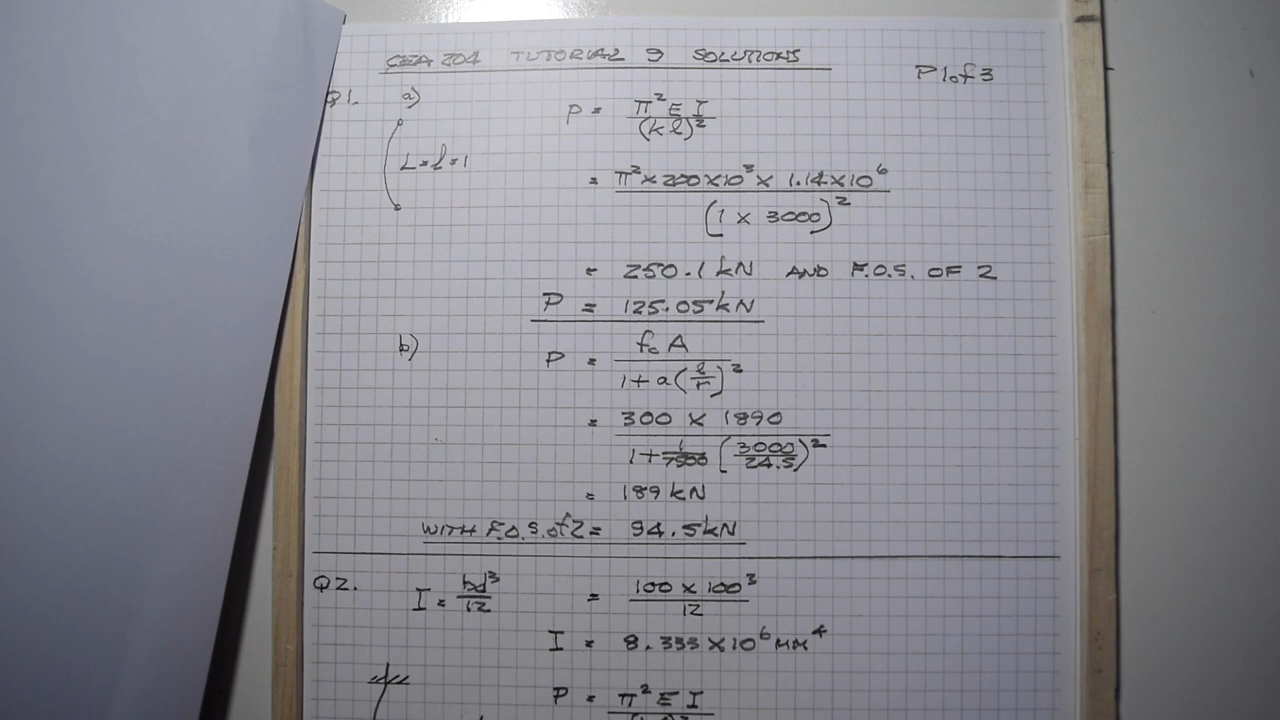 CEA 204 TUTORIAL 9 SOLUTIONS
P 1 of 3
Q1. a)
P = π²EI / (kl)²
L = l = 1
= π² × 200 × 10³ × 1.14 × 10⁶ / (1 × 3000)²
= 250.1 kN AND F.O.S. OF 2
P = 125.05 kN
b) P = fc A / 1 + a(l/r)²
= 300 × 1890 / 1 + 1/7500 (3000/24.5)²
= 189 kN
WITH F.O.S. of 2 = 94.5 kN
Q2. I = bd³/12 = 100 × 100³ / 12
I = 8.333 × 10⁶ mm⁴
P = π²EI